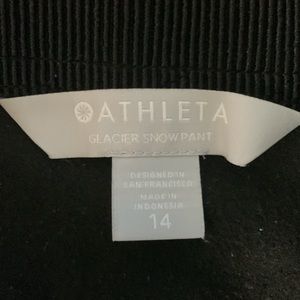 ATHLETA
GLACIER SNOW PANT
DESIGNED IN
SAN FRANCISCO
MADE IN
INDONESIA
14